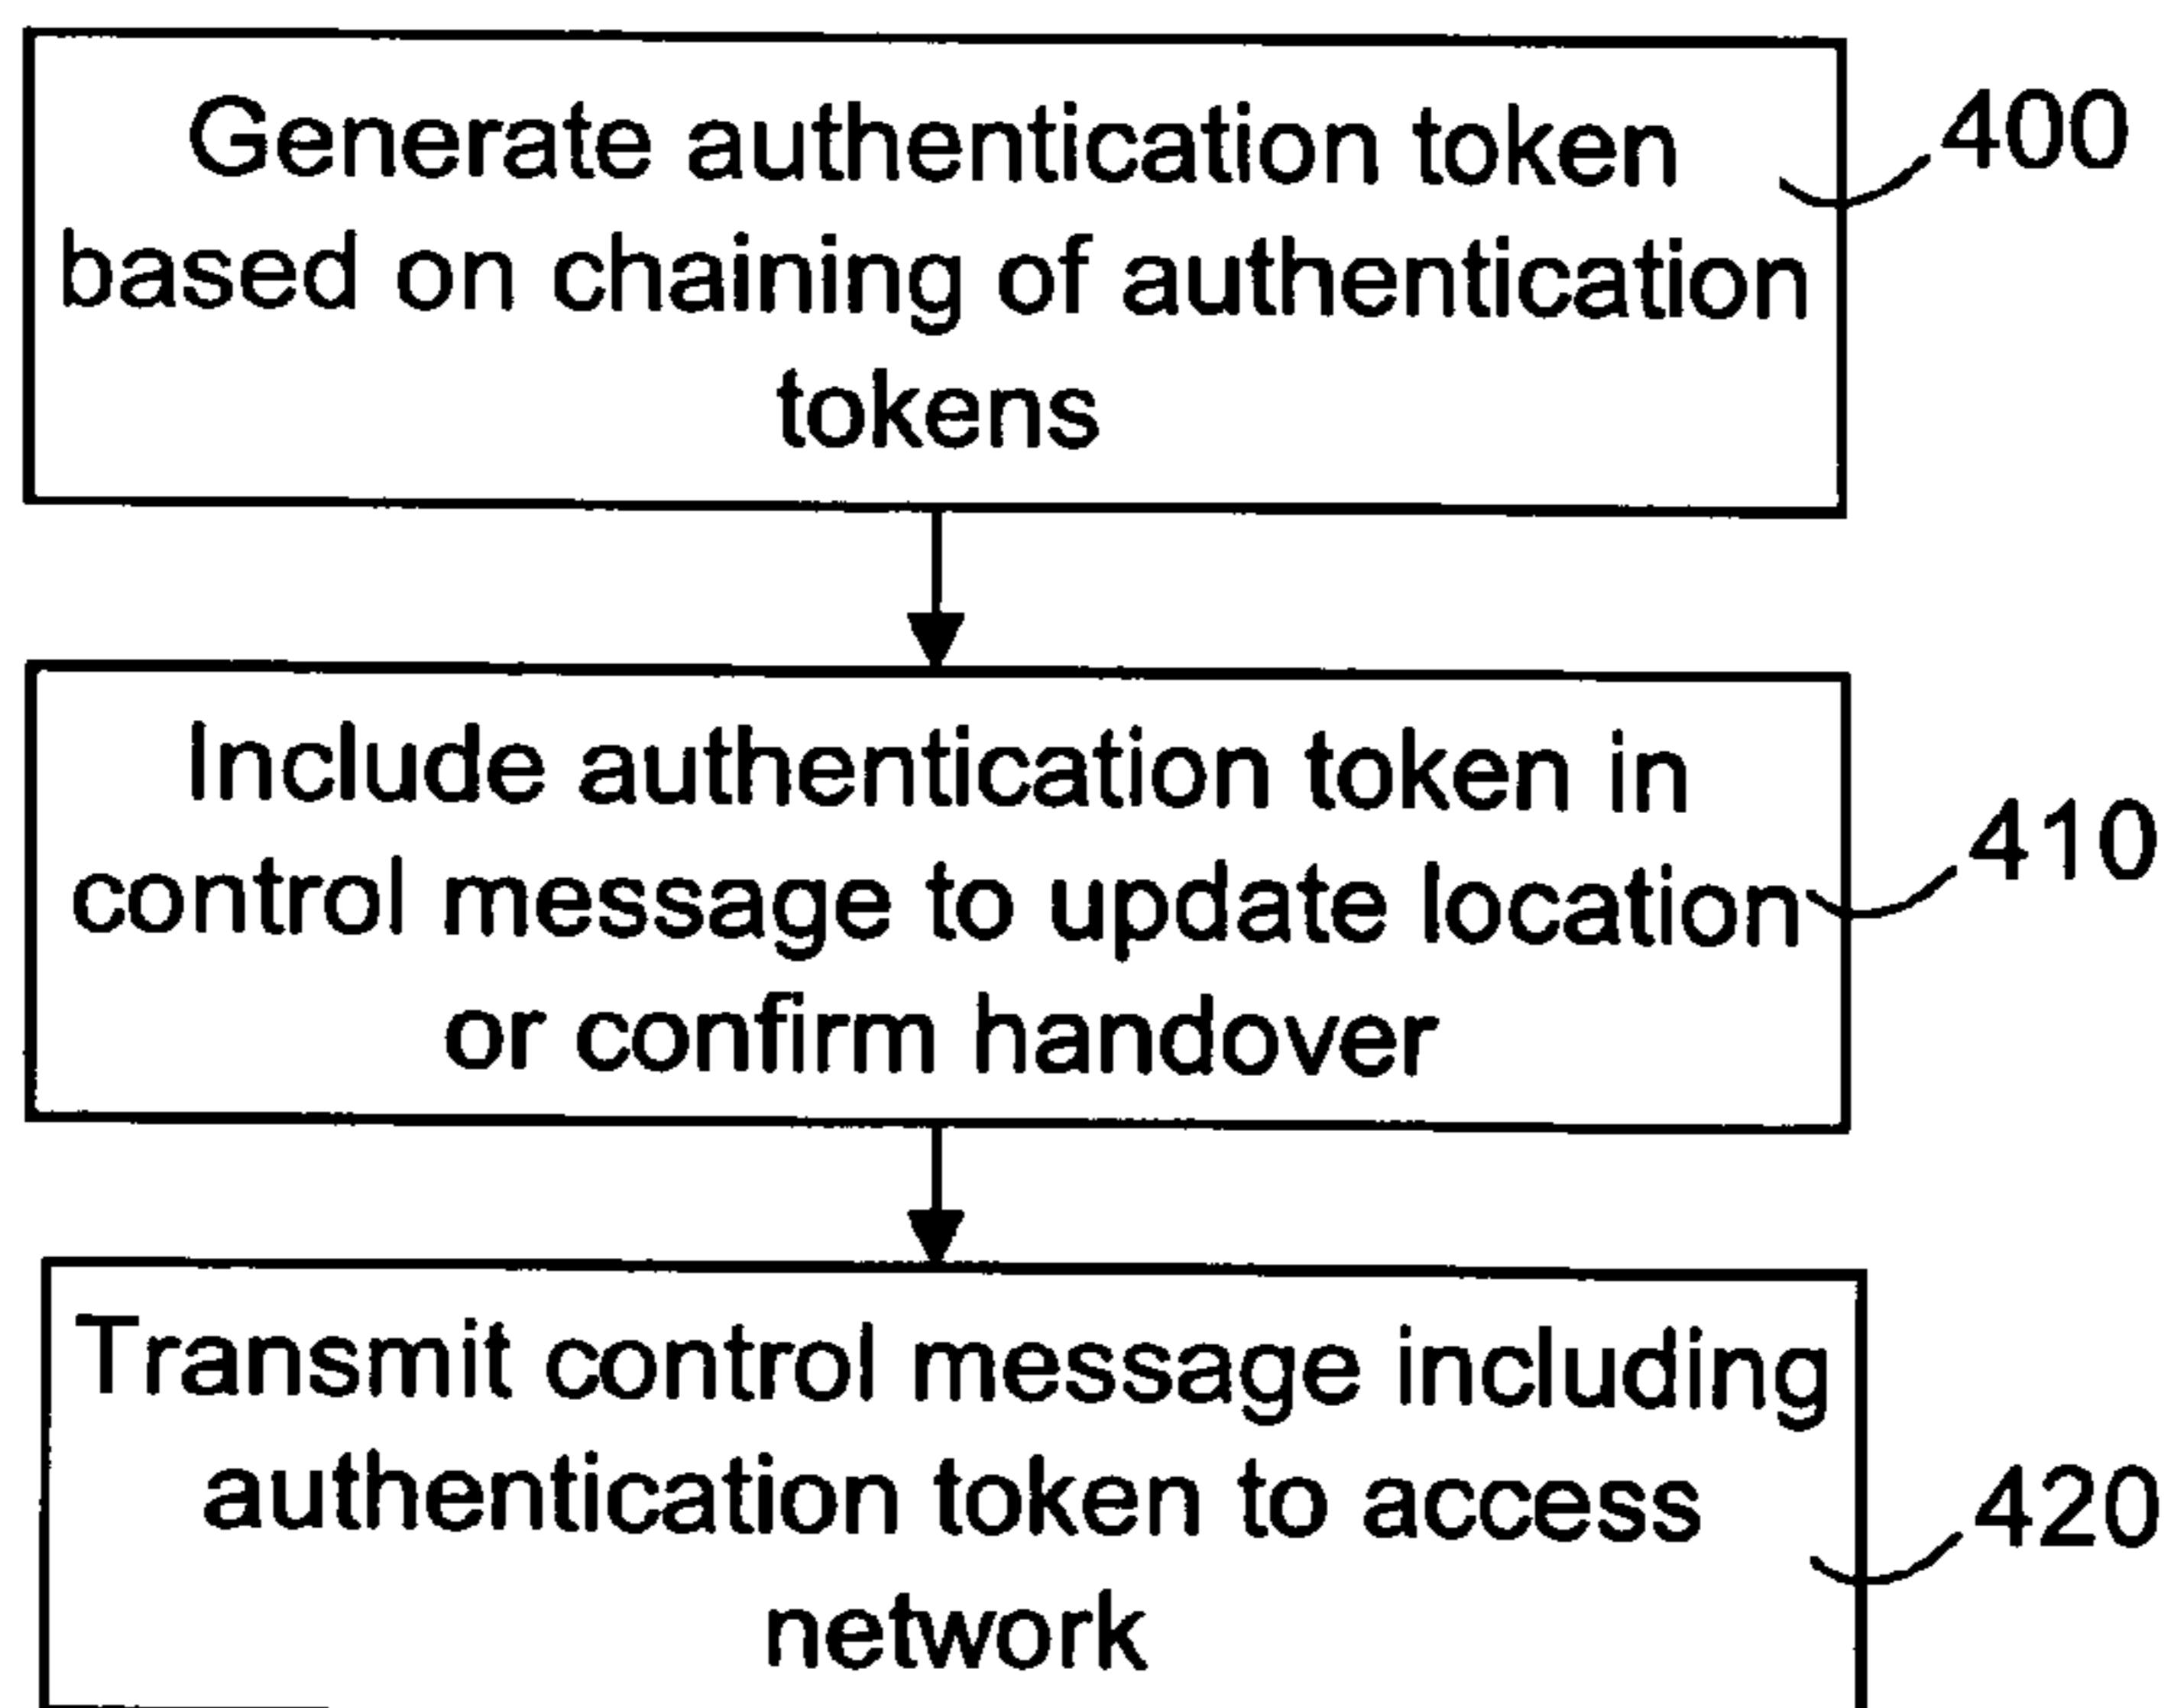 Generate authentication token
based on chaining of authentication
tokens
400
Include authentication token in
control message to update location
or confirm handover
410
Transmit control message including
authentication token to access
network
420